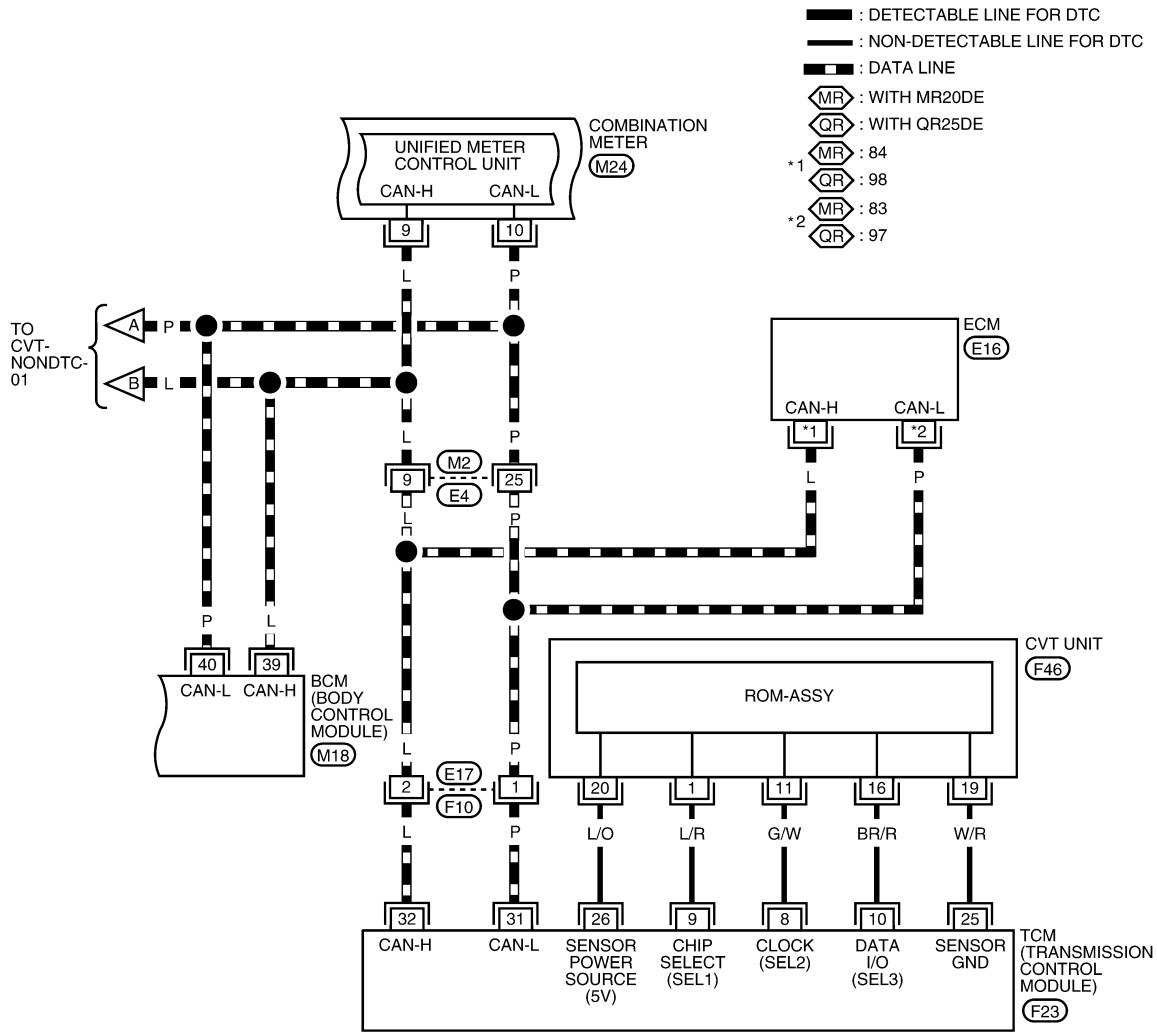 : DETECTABLE LINE FOR DTC
: NON-DETECTABLE LINE FOR DTC
: DATA LINE
MR : WITH MR20DE
QR : WITH QR25DE
*1 MR : 84
QR : 98
*2 MR : 83
QR : 97
COMBINATION
METER
M24
UNIFIED METER
CONTROL UNIT
CAN-H CAN-L
9 10
L P
TO
CVT-
NONDTC-
01
A P
B L
ECM
E16
CAN-H CAN-L
*1 *2
L P
L P
9 M2 25
E4
L P
P L
40 39
CAN-L CAN-H
BCM
(BODY
CONTROL
MODULE)
M18
CVT UNIT
F46
ROM-ASSY
L P
2 E17 1
F10
L P
20 1 11 16 19
L/O L/R G/W BR/R W/R
32 31 26 9 8 10 25
CAN-H CAN-L
SENSOR
POWER
SOURCE
(5V)
CHIP
SELECT
(SEL1)
CLOCK
(SEL2)
DATA
I/O
(SEL3)
SENSOR
GND
TCM
(TRANSMISSION
CONTROL
MODULE)
F23